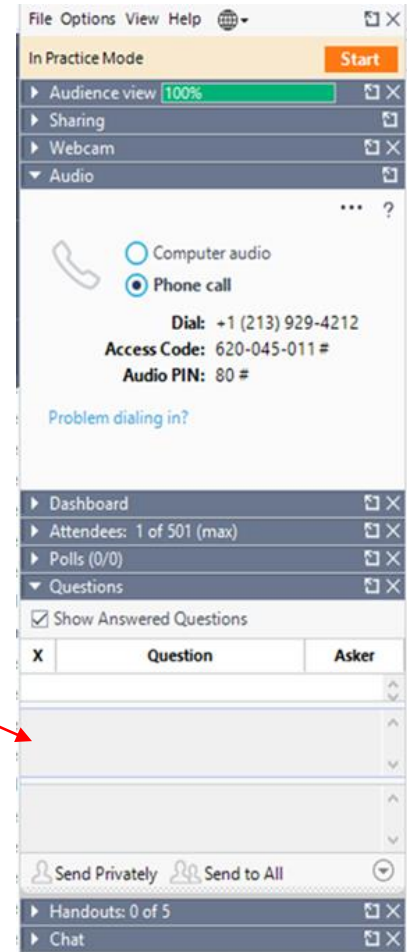 File Options View Help
In Practice Mode Start
Audience view 100%
Sharing
Webcam
Audio
... ?
Computer audio
Phone call
Dial: +1 (213) 929-4212
Access Code: 620-045-011 #
Audio PIN: 80 #
Problem dialing in?
Dashboard
Attendees: 1 of 501 (max)
Polls (0/0)
Questions
Show Answered Questions
X Question Asker
Send Privately Send to All
Handouts: 0 of 5
Chat